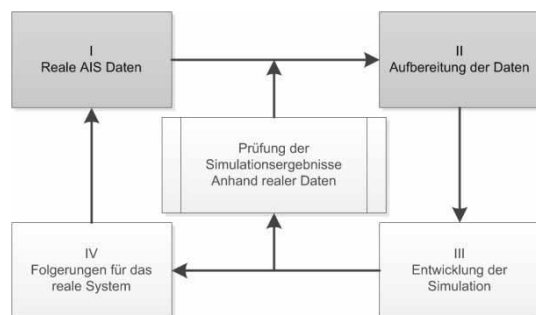 I
Reale AIS Daten
II
Aufbereitung der Daten
Prüfung der
Simulationsergebnisse
Anhand realer Daten
IV
Folgerungen für das
reale System
III
Entwicklung der
Simulation